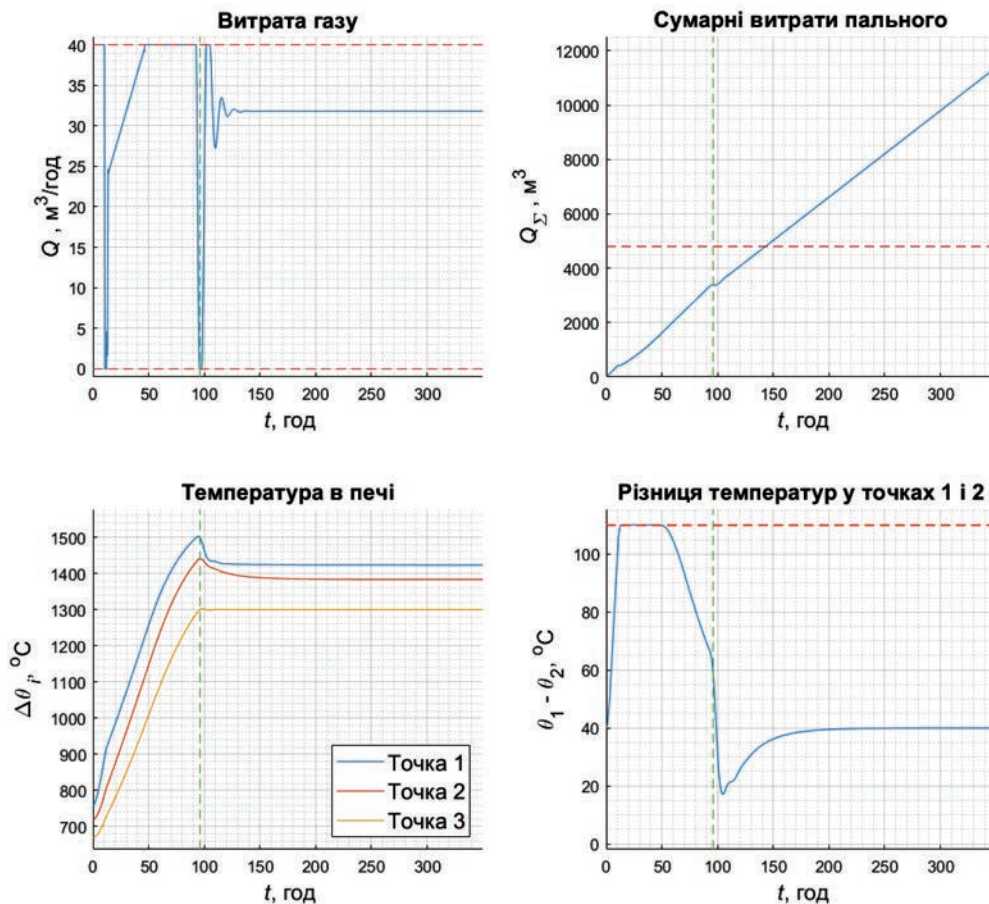 Витрата газу
40
35
30
25
20
15
10
5
0
Q , м³/год
0 50 100 150 200 250 300
t, год
Сумарні витрати пального
12000
10000
8000
6000
4000
2000
0
Q_Σ , м³
0 50 100 150 200 250 300
t, год
Температура в печі
1500
1400
1300
1200
1100
1000
900
800
700
Δθ_i, °C
Точка 1
Точка 2
Точка 3
0 50 100 150 200 250 300
t, год
Різниця температур у точках 1 і 2
100
80
60
40
20
0
θ₁ - θ₂, °C
0 50 100 150 200 250 300
t, год